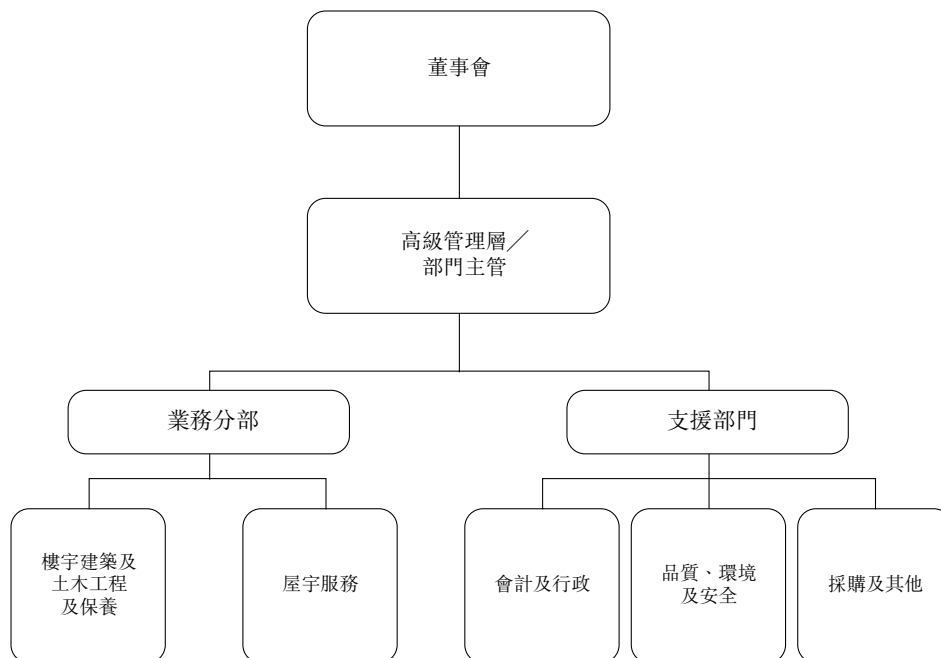 董事會
高級管理層／
部門主管
業務分部
支援部門
樓宇建築及
土木工程
及保養
屋宇服務
會計及行政
品質、環境
及安全
採購及其他